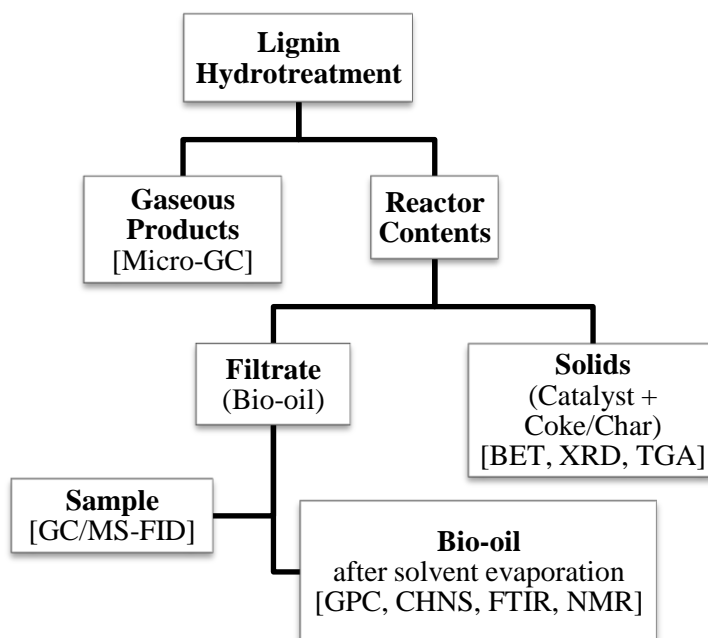 Lignin
Hydrotreatment
Gaseous
Products
[Micro-GC]
Reactor
Contents
Filtrate
(Bio-oil)
Solids
(Catalyst +
Coke/Char)
[BET, XRD, TGA]
Sample
[GC/MS-FID]
Bio-oil
after solvent evaporation
[GPC, CHNS, FTIR, NMR]